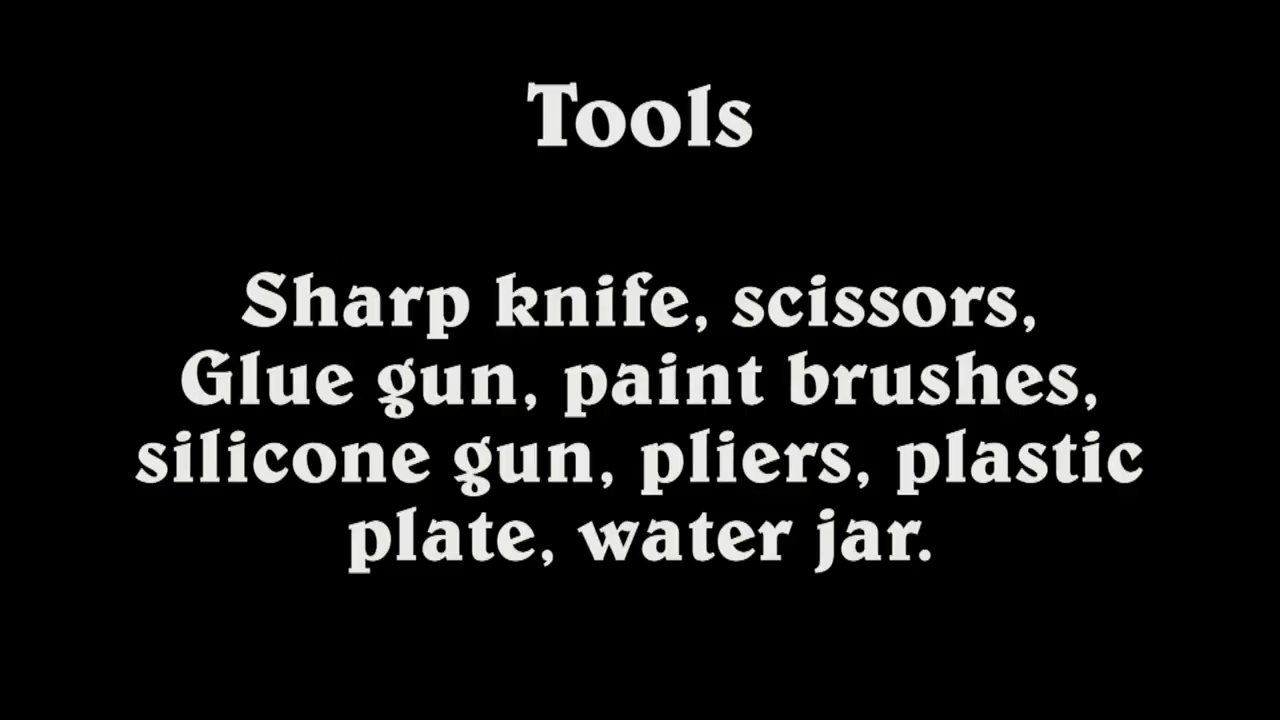 Tools
Sharp knife, scissors,
Glue gun, paint brushes,
silicone gun, pliers, plastic
plate, water jar.